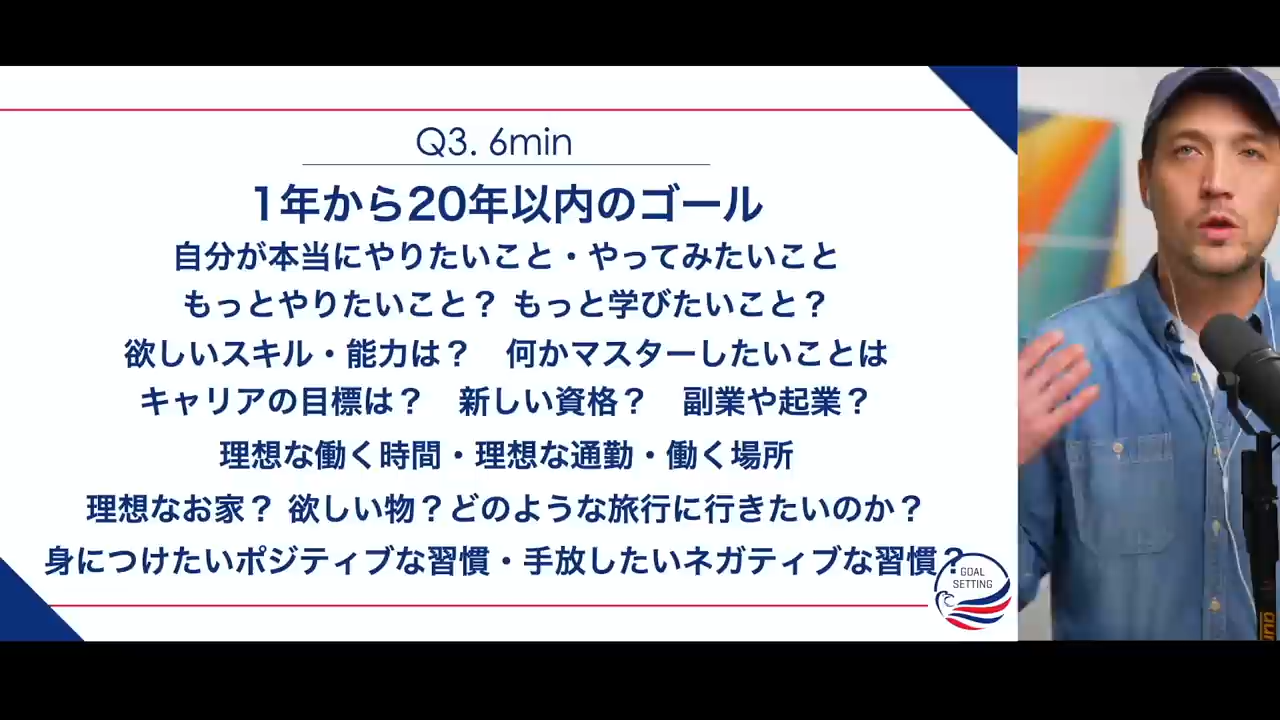 Q3. 6min
1年から20年以内のゴール
自分が本当にやりたいこと・やってみたいこと
もっとやりたいこと？ もっと学びたいこと？
欲しいスキル・能力は？　何かマスターしたいことは
キャリアの目標は？　新しい資格？　副業や起業？
理想な働く時間・理想な通勤・働く場所
理想なお家？ 欲しい物？どのような旅行に行きたいのか？
身につけたいポジティブな習慣・手放したいネガティブな習慣？
GOAL
SETTING